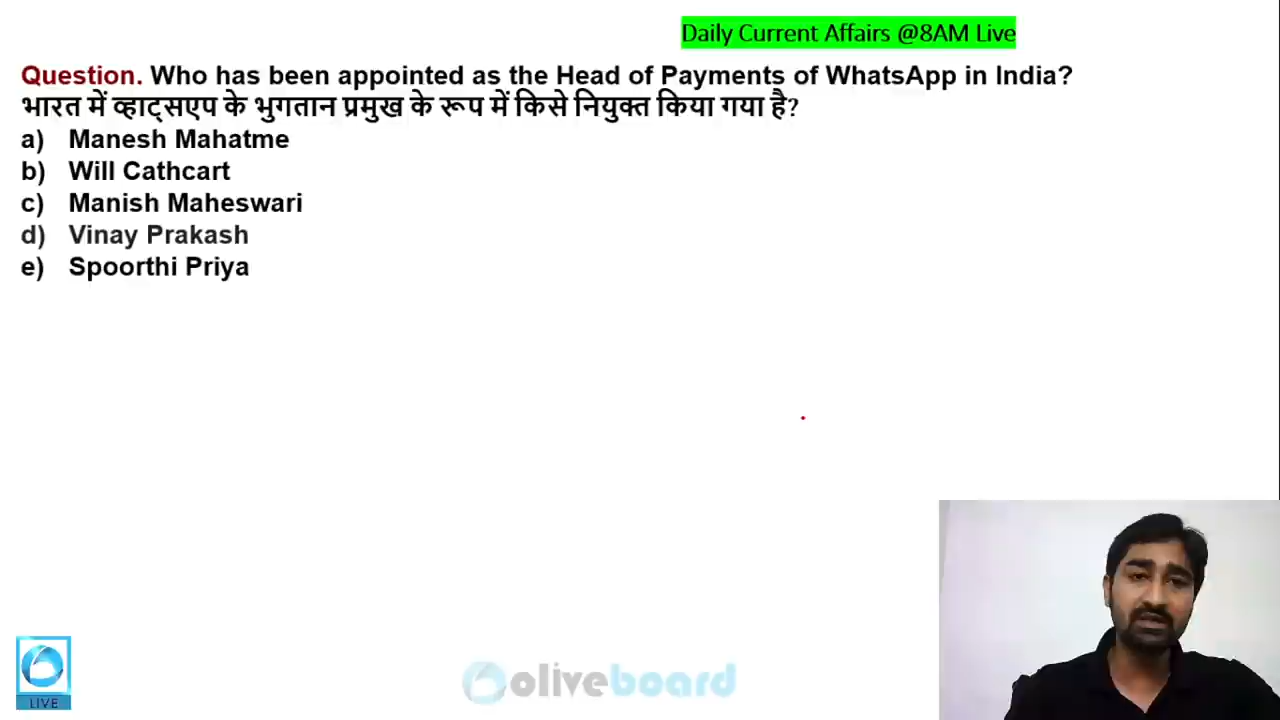 Daily Current Affairs @8AM Live
Question. Who has been appointed as the Head of Payments of WhatsApp in India?
भारत में व्हाट्सएप के भुगतान प्रमुख के रूप में किसे नियुक्त किया गया है?
a) Manesh Mahatme
b) Will Cathcart
c) Manish Maheswari
d) Vinay Prakash
e) Spoorthi Priya
LIVE
oliveboard